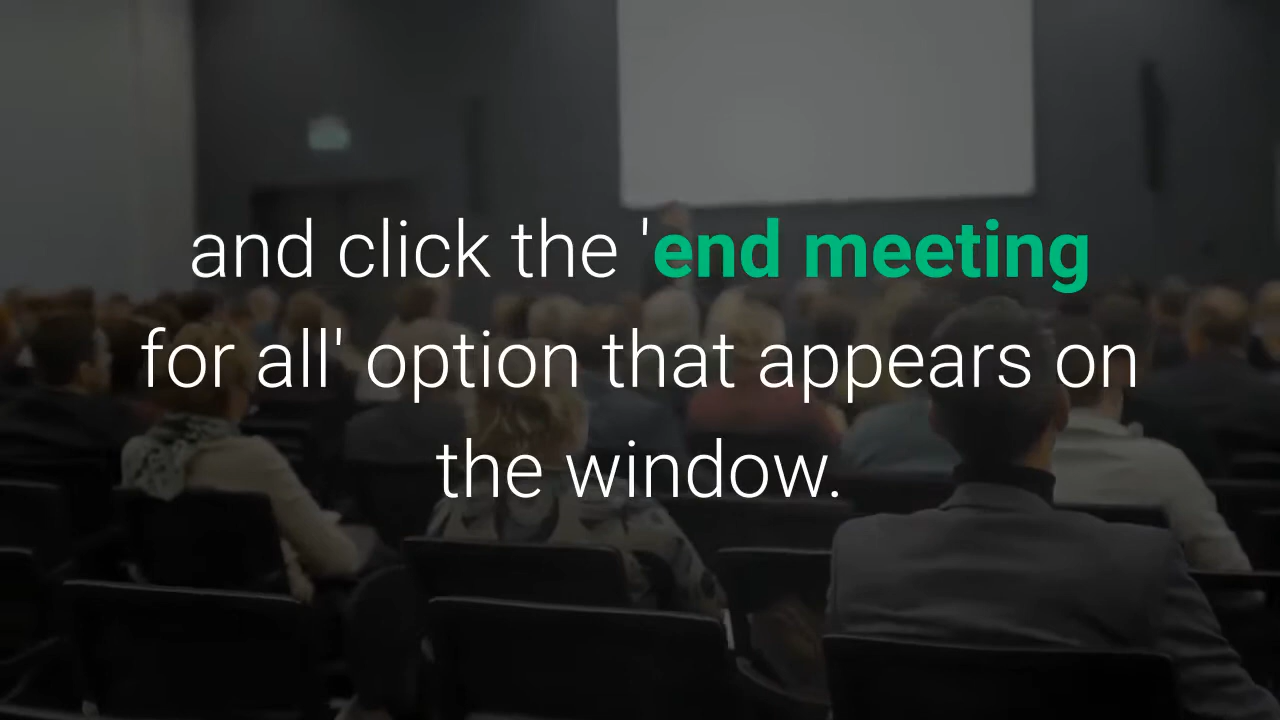 and click the 'end meeting
for all' option that appears on
the window.